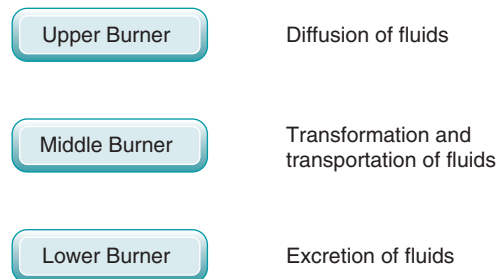 Upper Burner
Diffusion of fluids
Middle Burner
Transformation and
transportation of fluids
Lower Burner
Excretion of fluids